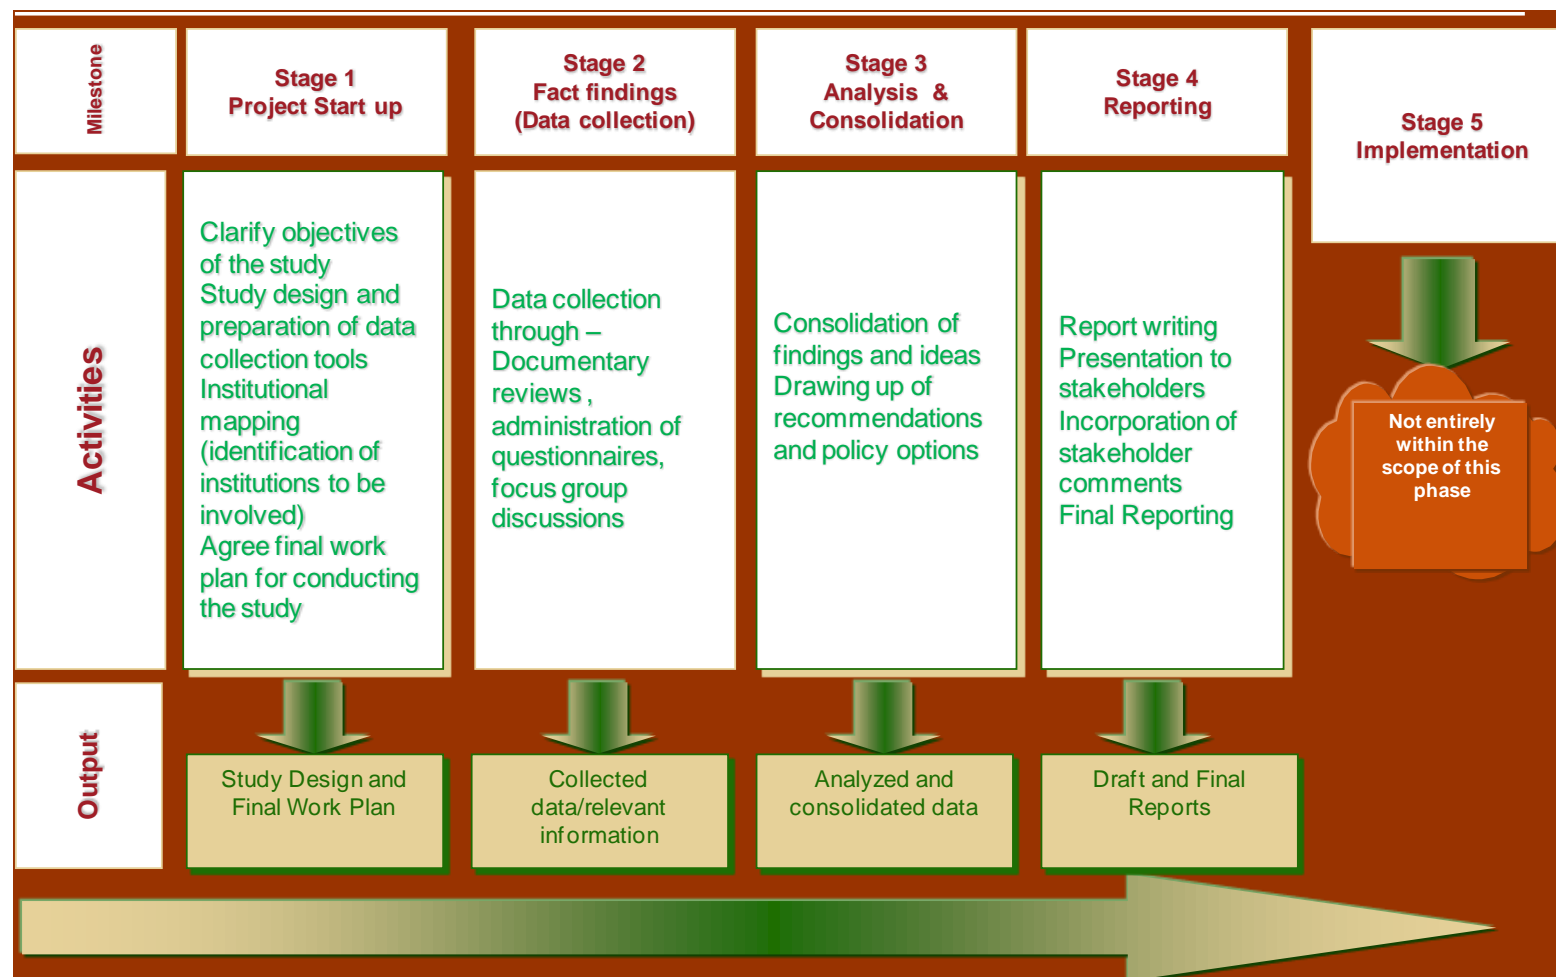 Milestone
Stage 1
Project Start up
Stage 2
Fact findings
(Data collection)
Stage 3
Analysis &
Consolidation
Stage 4
Reporting
Stage 5
Implementation
Activities
Clarify objectives
of the study
Study design and
preparation of data
collection tools
Institutional
mapping
(identification of
institutions to be
involved)
Agree final work
plan for conducting
the study
Data collection
through –
Documentary
reviews ,
administration of
questionnaires,
focus group
discussions
Consolidation of
findings and ideas
Drawing up of
recommendations
and policy options
Report writing
Presentation to
stakeholders
Incorporation of
stakeholder
comments
Final Reporting
Not entirely
within the
scope of this
phase
Output
Study Design and
Final Work Plan
Collected
data/relevant
information
Analyzed and
consolidated data
Draft and Final
Reports